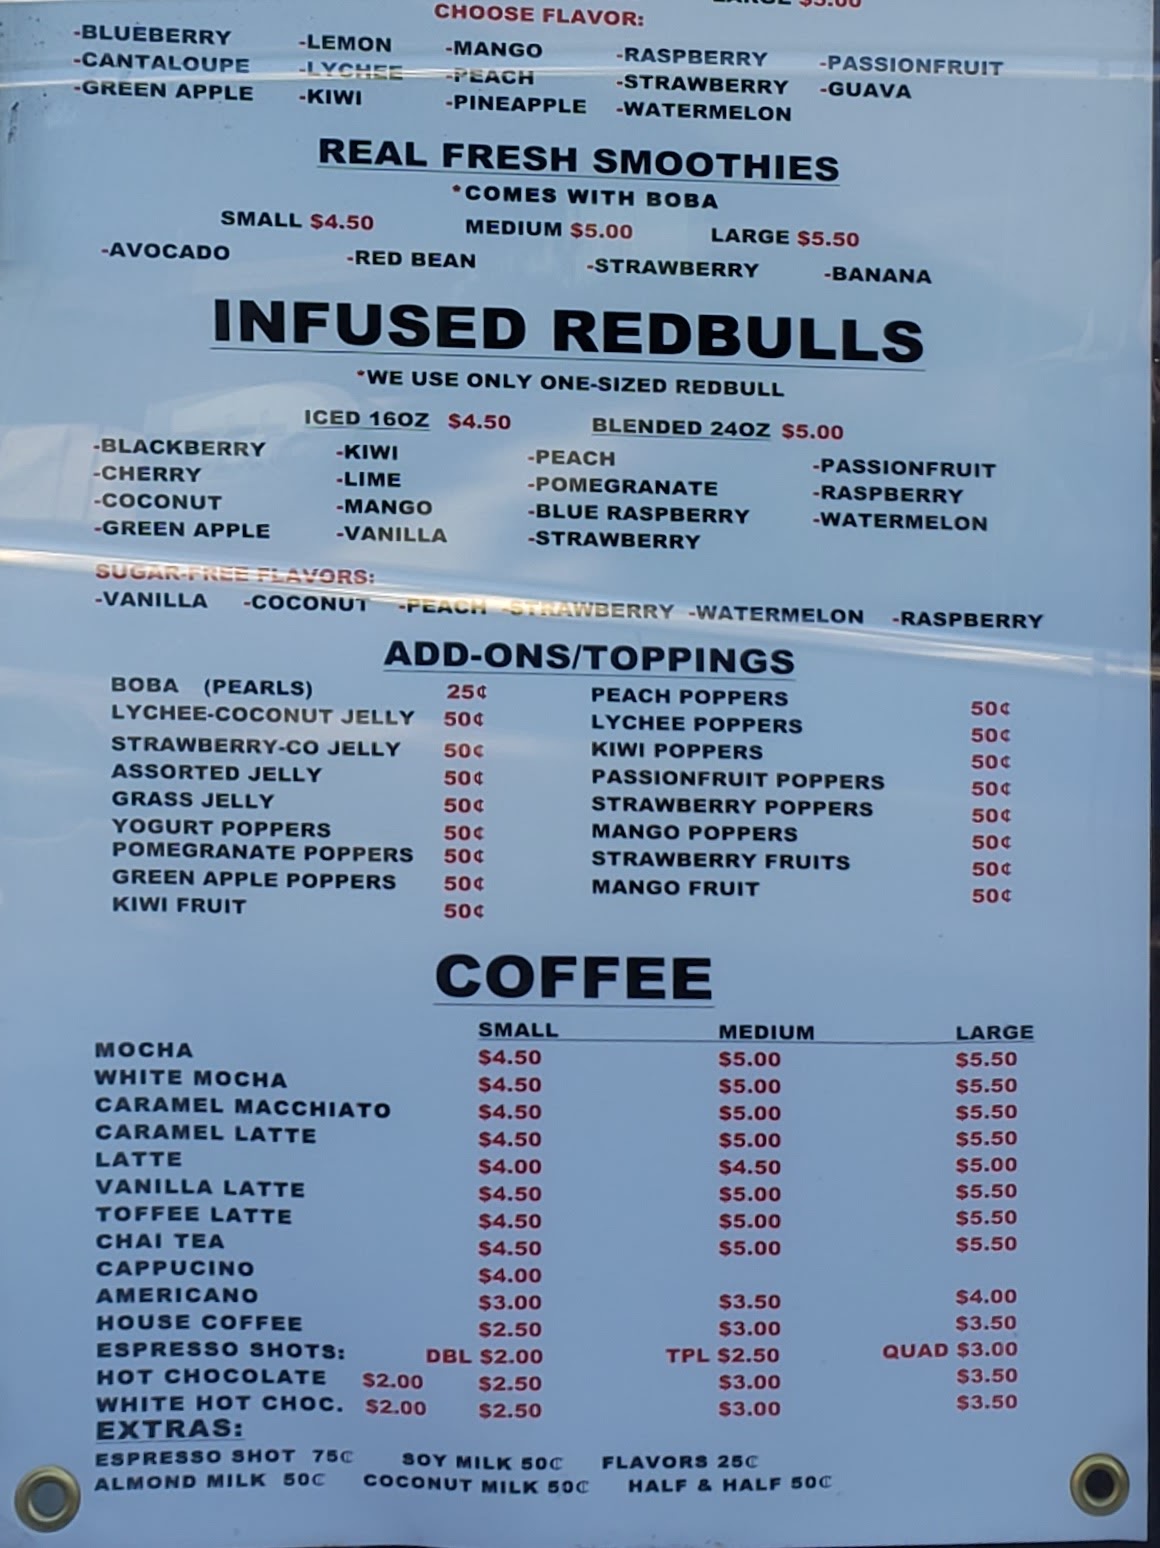 LARGE $5.00
CHOOSE FLAVOR:
-BLUEBERRY -LEMON -MANGO -RASPBERRY -PASSIONFRUIT
-CANTALOUPE -LYCHEE -PEACH -STRAWBERRY -GUAVA
-GREEN APPLE -KIWI -PINEAPPLE -WATERMELON
REAL FRESH SMOOTHIES
*COMES WITH BOBA
SMALL $4.50 MEDIUM $5.00 LARGE $5.50
-AVOCADO -RED BEAN -STRAWBERRY -BANANA
INFUSED REDBULLS
*WE USE ONLY ONE-SIZED REDBULL
ICED 16OZ $4.50 BLENDED 24OZ $5.00
-BLACKBERRY -KIWI -PEACH -PASSIONFRUIT
-CHERRY -LIME -POMEGRANATE -RASPBERRY
-COCONUT -MANGO -BLUE RASPBERRY -WATERMELON
-GREEN APPLE -VANILLA -STRAWBERRY
SUGAR-FREE FLAVORS:
-VANILLA -COCONUT -PEACH -STRAWBERRY -WATERMELON -RASPBERRY
ADD-ONS/TOPPINGS
BOBA (PEARLS) 25¢ PEACH POPPERS 50¢
LYCHEE-COCONUT JELLY 50¢ LYCHEE POPPERS 50¢
STRAWBERRY-CO JELLY 50¢ KIWI POPPERS 50¢
ASSORTED JELLY 50¢ PASSIONFRUIT POPPERS 50¢
GRASS JELLY 50¢ STRAWBERRY POPPERS 50¢
YOGURT POPPERS 50¢ MANGO POPPERS 50¢
POMEGRANATE POPPERS 50¢ STRAWBERRY FRUITS 50¢
GREEN APPLE POPPERS 50¢ MANGO FRUIT 50¢
KIWI FRUIT 50¢
COFFEE
SMALL MEDIUM LARGE
MOCHA $4.50 $5.00 $5.50
WHITE MOCHA $4.50 $5.00 $5.50
CARAMEL MACCHIATO $4.50 $5.00 $5.50
CARAMEL LATTE $4.50 $5.00 $5.50
LATTE $4.00 $4.50 $5.00
VANILLA LATTE $4.50 $5.00 $5.50
TOFFEE LATTE $4.50 $5.00 $5.50
CHAI TEA $4.50 $5.00 $5.50
CAPPUCINO $4.00
AMERICANO $3.00 $3.50 $4.00
HOUSE COFFEE $2.50 $3.00 $3.50
ESPRESSO SHOTS: DBL $2.00 TPL $2.50 QUAD $3.00
HOT CHOCOLATE $2.00 $2.50 $3.00 $3.50
WHITE HOT CHOC. $2.00 $2.50 $3.00 $3.50
EXTRAS:
ESPRESSO SHOT 75₵ SOY MILK 50₵ FLAVORS 25₵
ALMOND MILK 50₵ COCONUT MILK 50₵ HALF & HALF 50₵